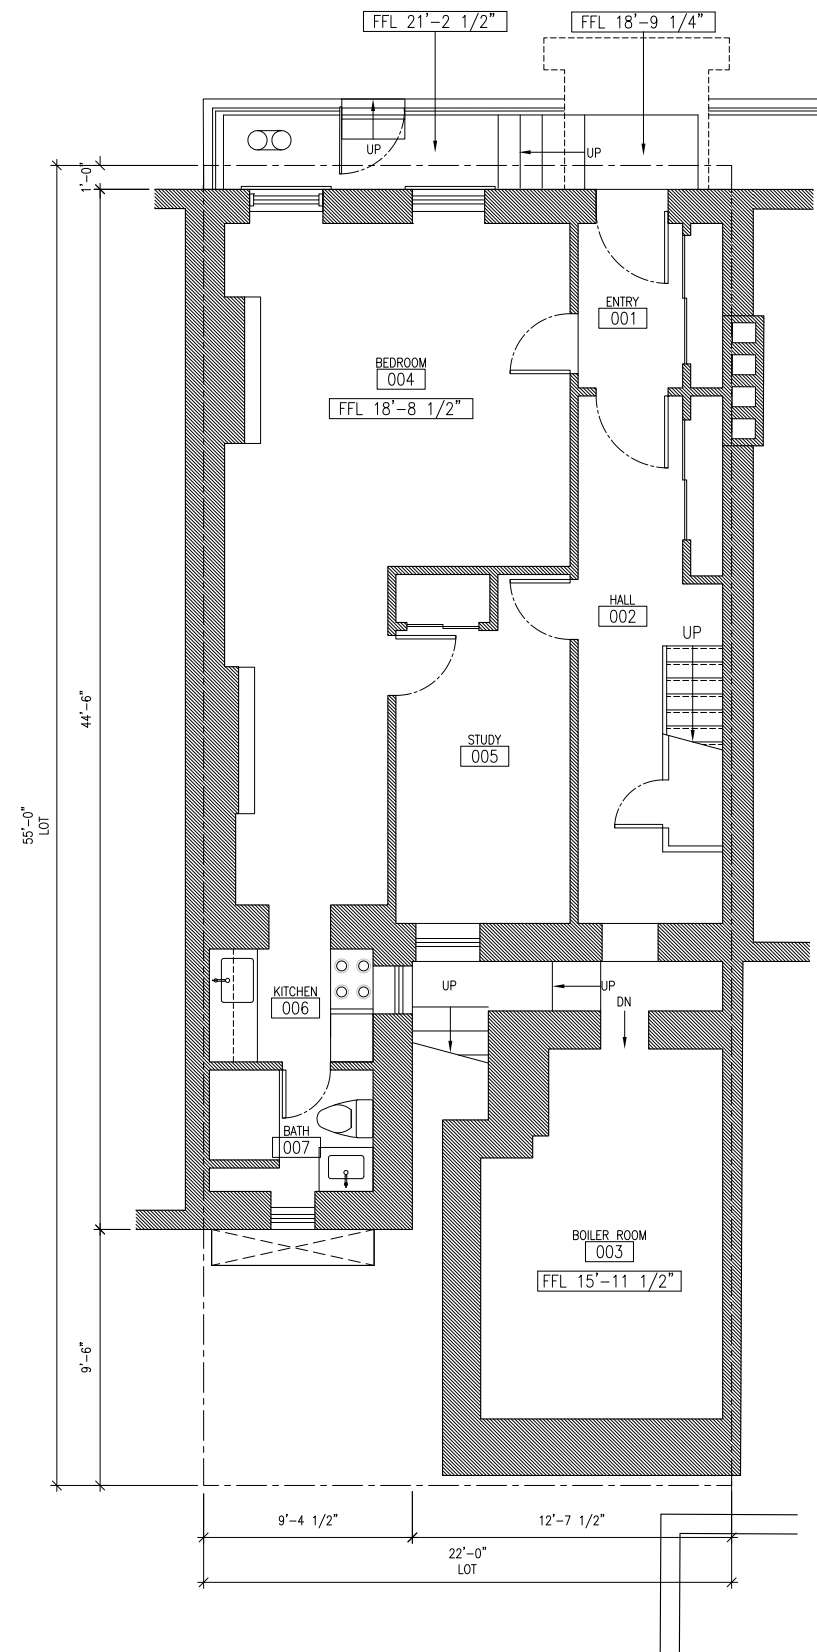 FFL 21'-2 1/2"
FFL 18'-9 1/4"
UP
UP
1'-0"
ENTRY
001
BEDROOM
004
FFL 18'-8 1/2"
HALL
002
UP
44'-6"
STUDY
005
55'-0"
LOT
KITCHEN
006
UP
UP
DN
BATH
007
BOILER ROOM
003
FFL 15'-11 1/2"
9'-6"
9'-4 1/2"
12'-7 1/2"
22'-0"
LOT